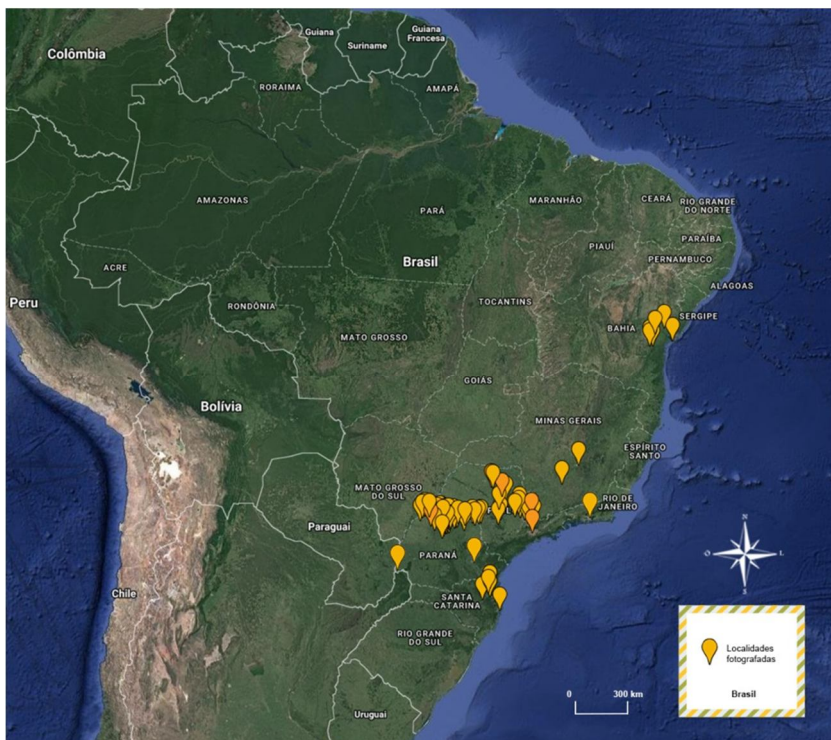 Guiana
Guiana
Francesa
Suriname
Colômbia
RORAIMA
AMAPÁ
AMAZONAS
PARÁ
MARANHÃO
CEARÁ
RIO GRANDE
DO NORTE
PARAÍBA
PIAUÍ
PERNAMBUCO
Brasil
ACRE
ALAGOAS
Peru
RONDÔNIA
TOCANTINS
SERGIPE
BAHIA
MATO GROSSO
GOIÁS
Bolívia
MINAS GERAIS
ESPÍRITO
SANTO
MATO GROSSO
DO SUL
RIO DE
JANEIRO
Paraguai
PARANÁ
N
O
L
S
Chile
SANTA
CATARINA
RIO GRANDE
DO SUL
Localidades
fotografadas
Brasil
0 300 km
Uruguai